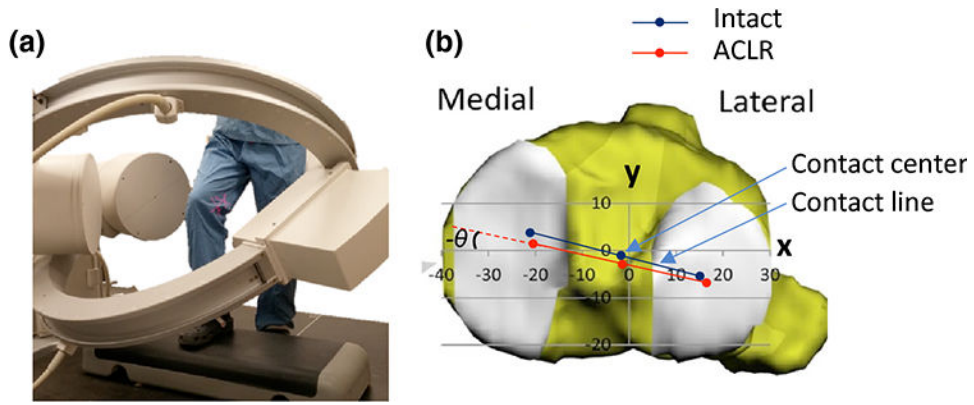 (a)
(b)
Intact
ACLR
Medial
Lateral
Contact center
Contact line
y
x
10
0
-10
-20
-θ
-40 -30 -20 -10 0 10 20 30